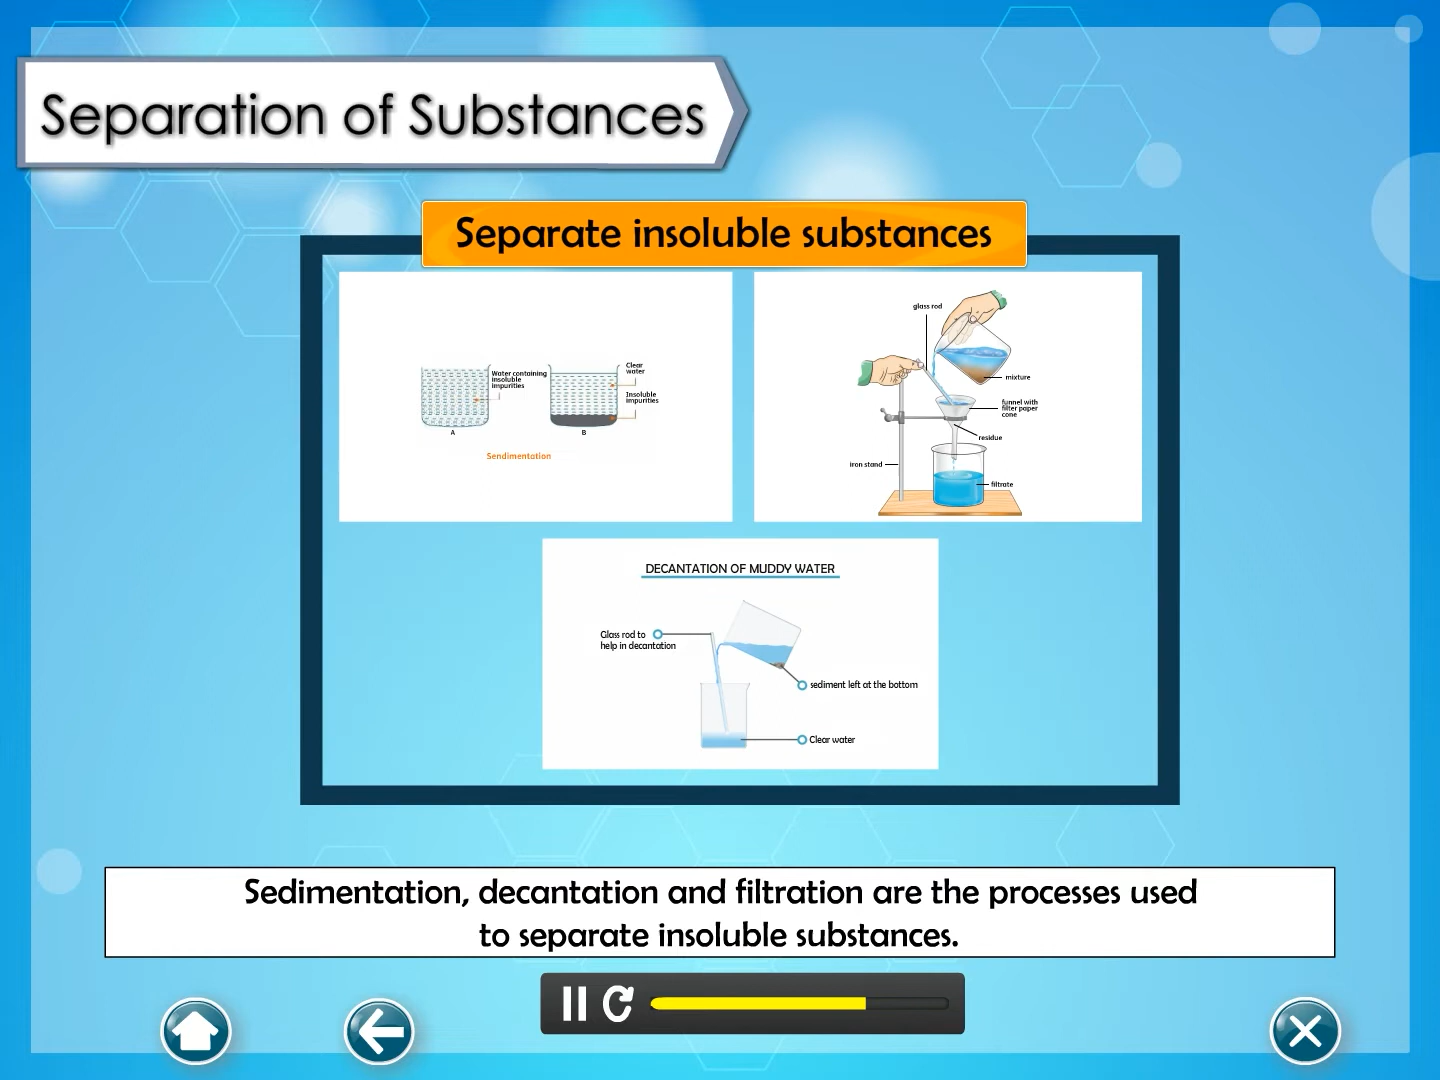 Separation of Substances
Separate insoluble substances
Water containing
insoluble
impurities
Clear
water
Insoluble
impurities
A
B
Sendimentation
glass rod
mixture
funnel with
filter paper
cone
residue
iron stand
filtrate
DECANTATION OF MUDDY WATER
Glass rod to
help in decantation
sediment left at the bottom
Clear water
Sedimentation, decantation and filtration are the processes used
to separate insoluble substances.